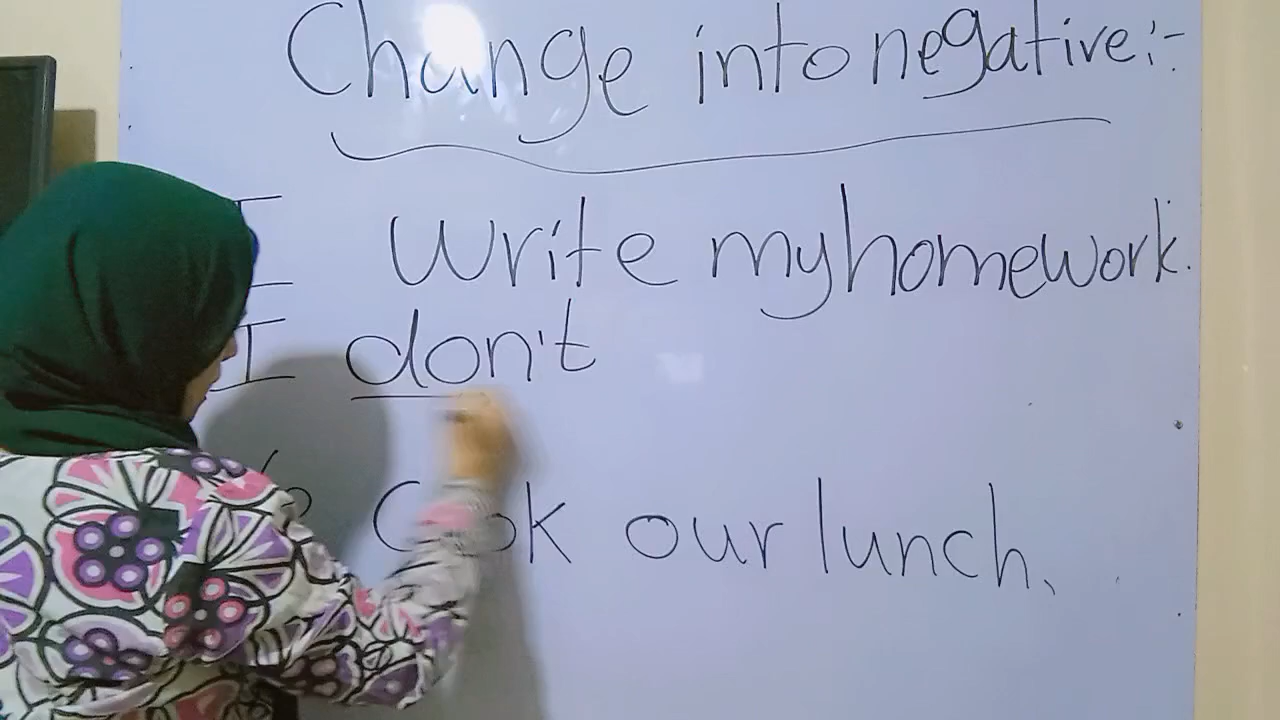 Change into negative:-
I write my homework.
I don't
cook our lunch.